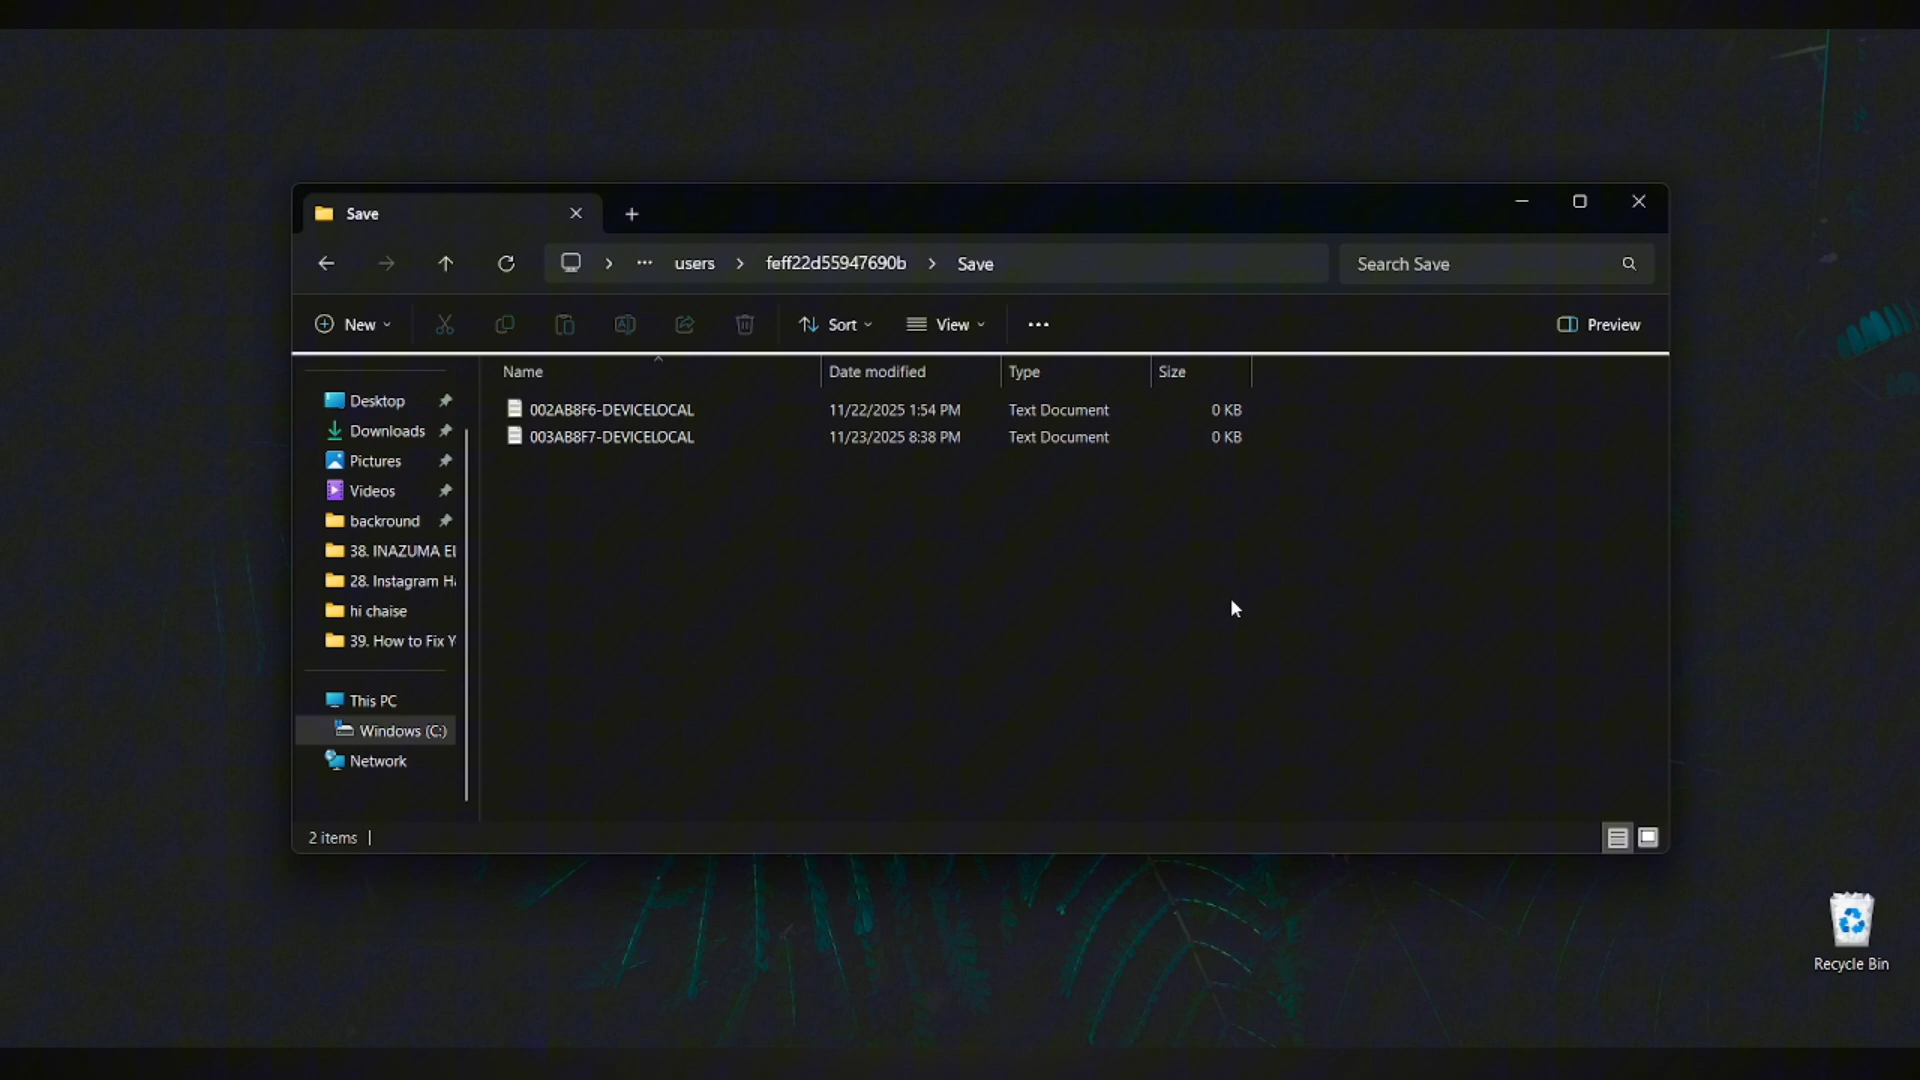 Save
users > feff22d55947690b > Save
Search Save
New
Sort
View
Preview
Name
Date modified
Type
Size
002AB8F6-DEVICELOCAL 11/22/2025 1:54 PM Text Document 0 KB
003AB8F7-DEVICELOCAL 11/23/2025 8:38 PM Text Document 0 KB
Desktop
Downloads
Pictures
Videos
backround
38. INAZUMA EL
28. Instagram Ha
hi chaise
39. How to Fix Y
This PC
Windows (C:)
Network
2 items
Recycle Bin